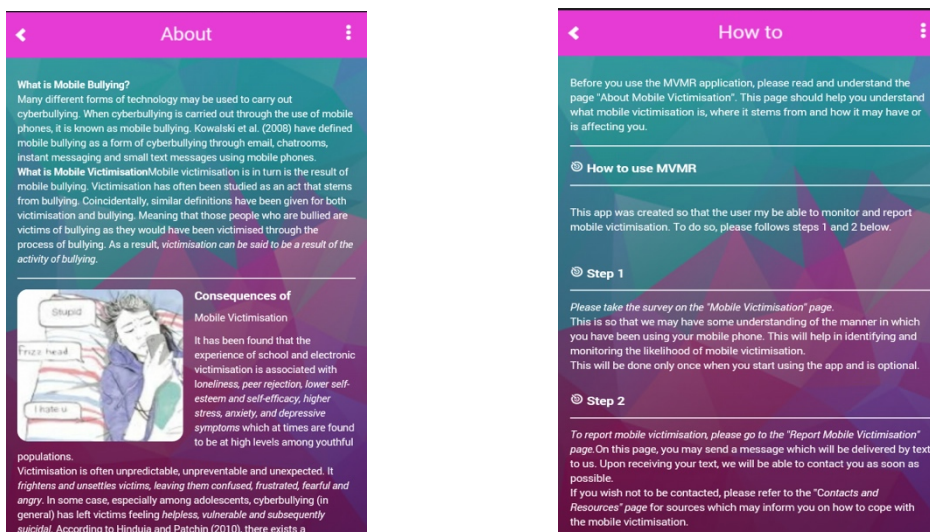 About
What is Mobile Bullying?
Many different forms of technology may be used to carry out
cyberbullying. When cyberbullying is carried out through the use of mobile
phones, it is known as mobile bullying. Kowalski et al. (2008) have defined
mobile bullying as a form of cyberbullying through email, chatrooms,
instant messaging and small text messages using mobile phones.
What is Mobile VictimisationMobile victimisation is in turn is the result of
mobile bullying. Victimisation has often been studied as an act that stems
from bullying. Coincidentally, similar definitions have been given for both
victimisation and bullying. Meaning that those people who are bullied are
victims of bullying as they would have been victimised through the
process of bullying. As a result, victimisation can be said to be a result of the
activity of bullying.
Stupid
Frizo head
I hate u
Consequences of
Mobile Victimisation
It has been found that the
experience of school and electronic
victimisation is associated with
loneliness, peer rejection, lower self-
esteem and self-efficacy, higher
stress, anxiety, and depressive
symptoms which at times are found
to be at high levels among youthful
populations.
Victimisation is often unpredictable, unpreventable and unexpected. It
frightens and unsettles victims, leaving them confused, frustrated, fearful and
angry. In some case, especially among adolescents, cyberbullying (in
general) has left victims feeling helpless, vulnerable and subsequently
suicidal. According to Hinduja and Patchin (2010), there exists a
How to
Before you use the MVMR application, please read and understand the
page "About Mobile Victimisation". This page should help you understand
what mobile victimisation is, where it stems from and how it may have or
is affecting you.
How to use MVMR
This app was created so that the user my be able to monitor and report
mobile victimisation. To do so, please follows steps 1 and 2 below.
Step 1
Please take the survey on the "Mobile Victimisation" page.
This is so that we may have some understanding of the manner in which
you have been using your mobile phone. This will help in identifying and
monitoring the likelihood of mobile victimisation.
This will be done only once when you start using the app and is optional.
Step 2
To report mobile victimisation, please go to the "Report Mobile Victimisation"
page.On this page, you may send a message which will be delivered by text
to us. Upon receiving your text, we will be able to contact you as soon as
possible.
If you wish not to be contacted, please refer to the "Contacts and
Resources" page for sources which may inform you on how to cope with
the mobile victimisation.